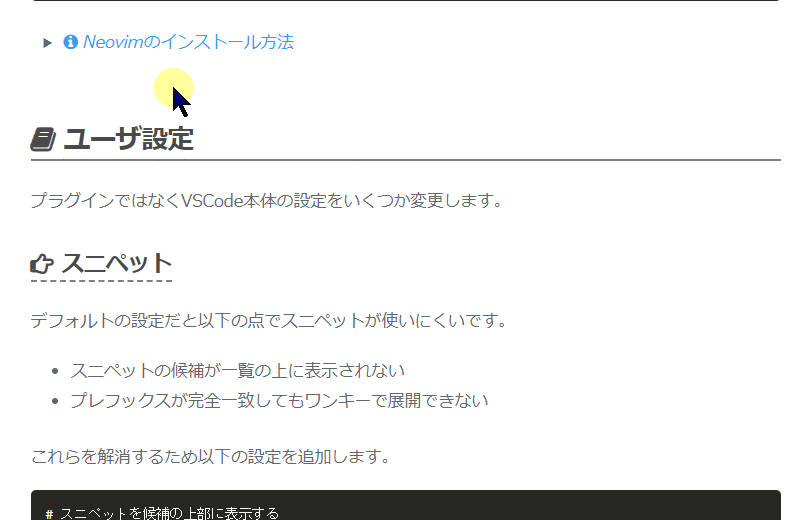 Neovimのインストール方法
ユーザ設定
プラグインではなくVSCode本体の設定をいくつか変更します。
スニペット
デフォルトの設定だと以下の点でスニペットが使いにくいです。
スニペットの候補が一覧の上に表示されない
プレフックスが完全一致してもワンキーで展開できない
これらを解消するため以下の設定を追加します。
# スニペットを候補の上部に表示する